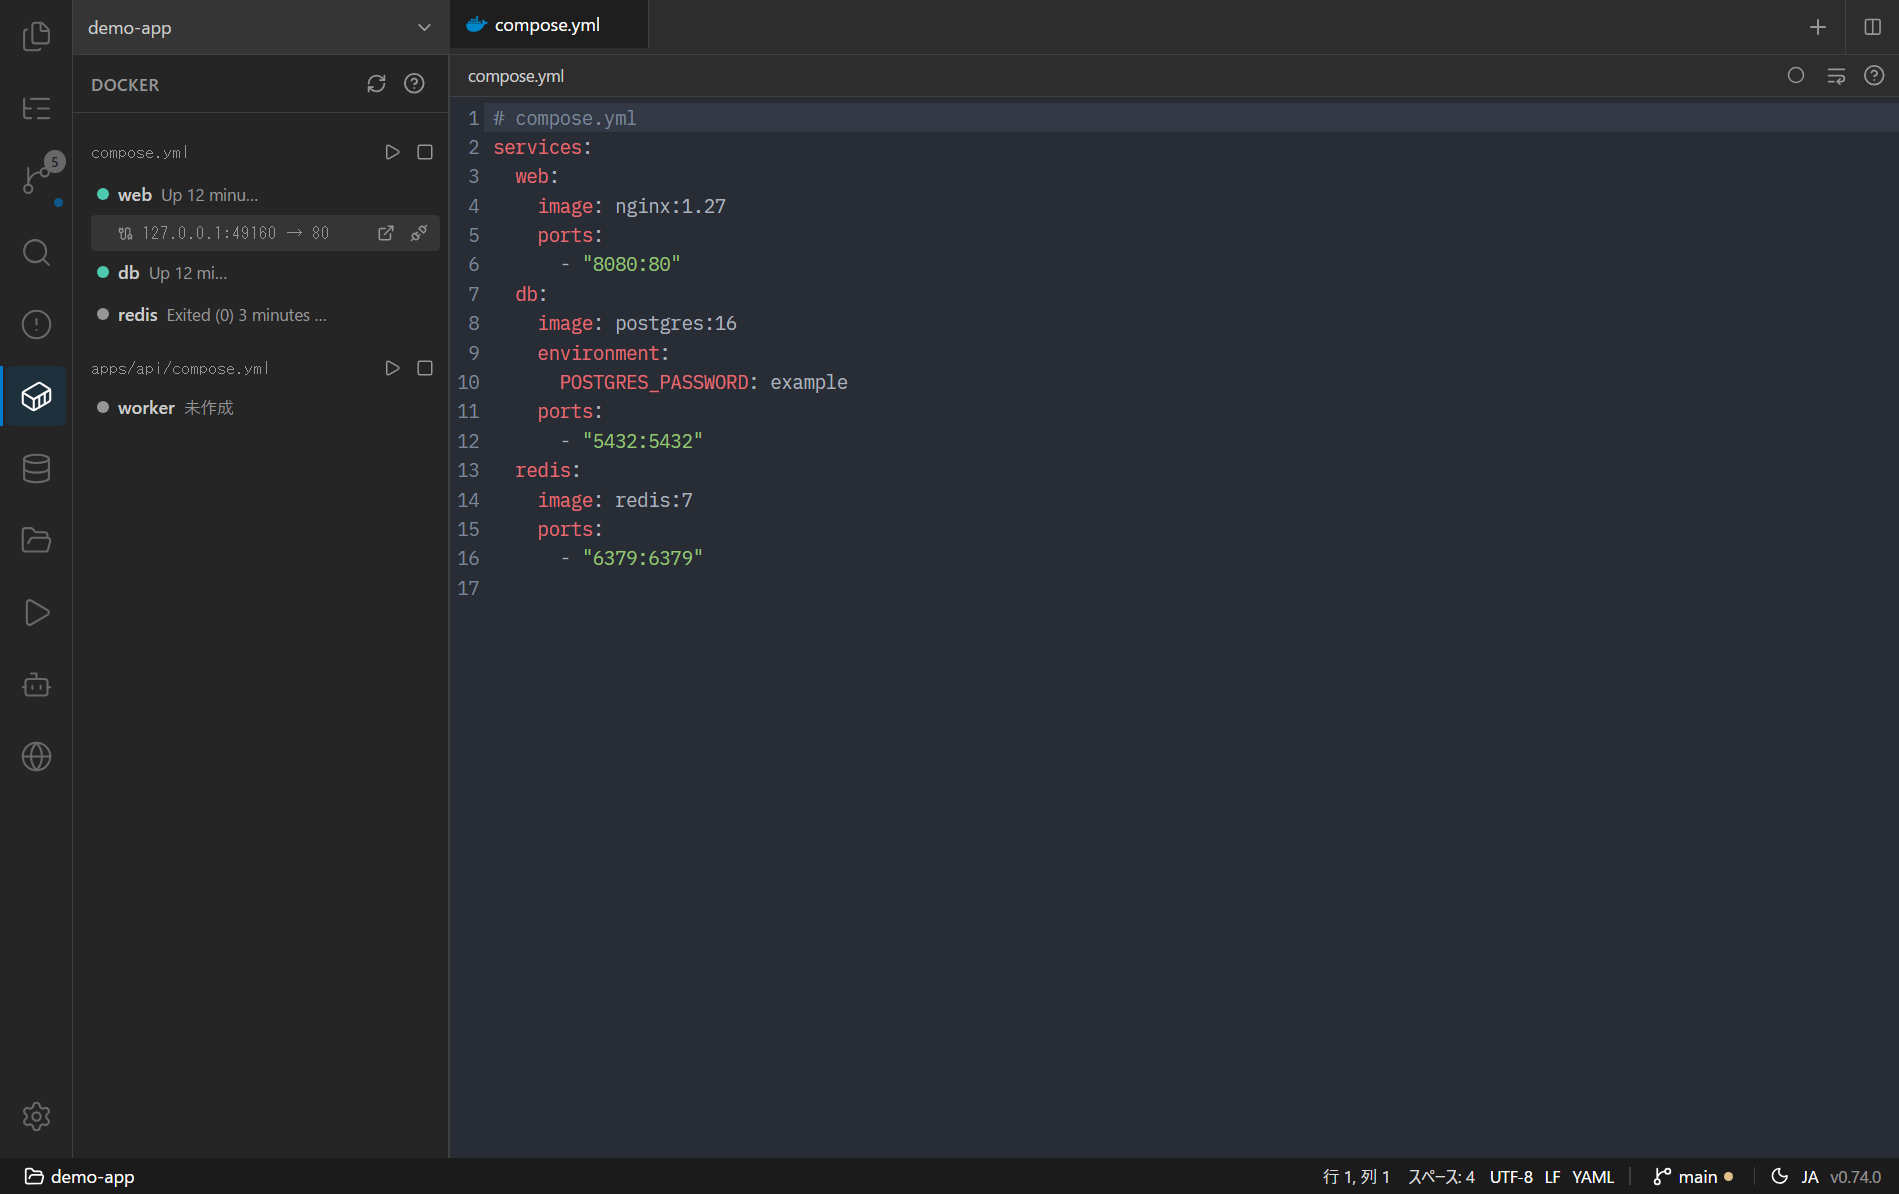 demo-app
compose.yml
DOCKER
compose.yml
5
compose.yml
web Up 12 minu...
127.0.0.1:49160 → 80
db Up 12 mi...
redis Exited (0) 3 minutes ...
apps/api/compose.yml
worker 未作成
1 # compose.yml
2 services:
3 web:
4 image: nginx:1.27
5 ports:
6 - "8080:80"
7 db:
8 image: postgres:16
9 environment:
10 POSTGRES_PASSWORD: example
11 ports:
12 - "5432:5432"
13 redis:
14 image: redis:7
15 ports:
16 - "6379:6379"
17
demo-app
行 1, 列 1 スペース: 4 UTF-8 LF YAML main JA v0.74.0